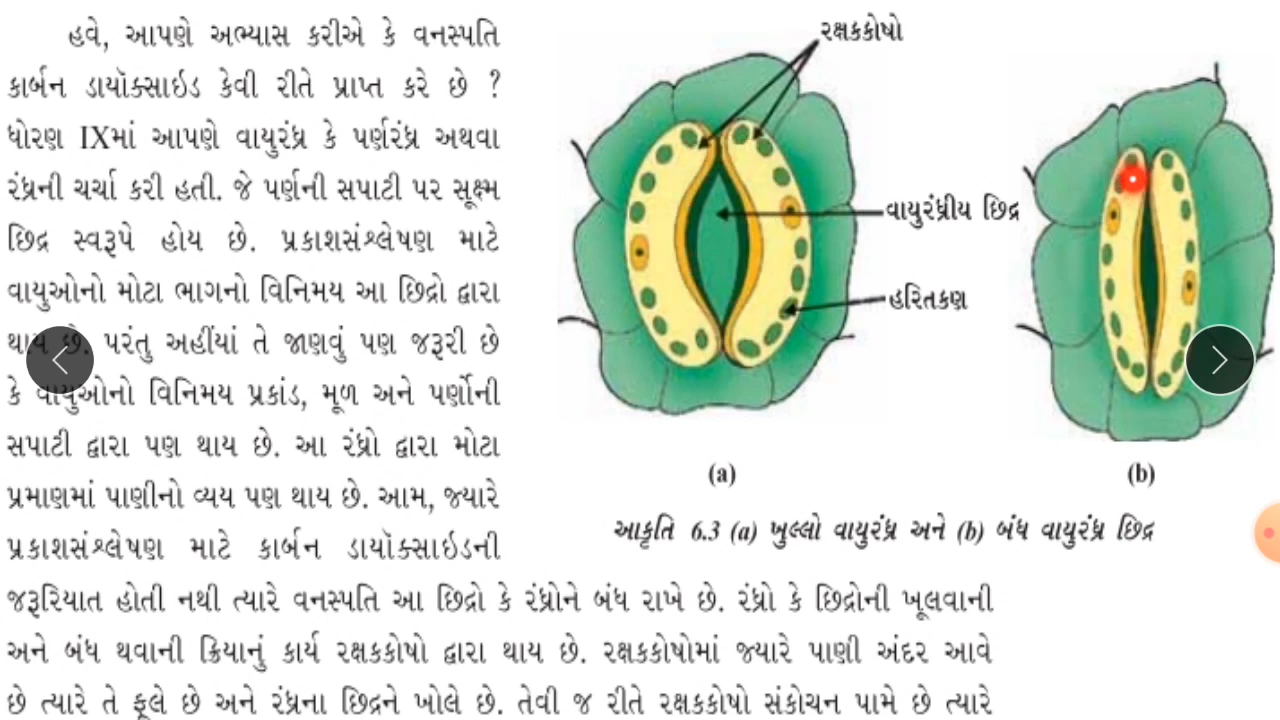 હવે, આપણે અભ્યાસ કરીએ કે વનસ્પતિ
કાર્બન ડાયૉક્સાઇડ કેવી રીતે પ્રાપ્ત કરે છે ?
ધોરણ IXમાં આપણે વાયુરંધ્ર કે પર્ણરંધ્ર અથવા
રંધ્રની ચર્ચા કરી હતી. જે પર્ણની સપાટી પર સૂક્ષ્મ
છિદ્ર સ્વરૂપે હોય છે. પ્રકાશસંશ્લેષણ માટે
વાયુઓનો મોટા ભાગનો વિનિમય આ છિદ્રો દ્વારા
થાય છે. પરંતુ અહીંયાં તે જાણવું પણ જરૂરી છે
કે વાયુઓનો વિનિમય પ્રકાંડ, મૂળ અને પર્ણોની
સપાટી દ્વારા પણ થાય છે. આ રંધ્રો દ્વારા મોટા
પ્રમાણમાં પાણીનો વ્યય પણ થાય છે. આમ, જ્યારે
પ્રકાશસંશ્લેષણ માટે કાર્બન ડાયૉક્સાઇડની
જરૂરિયાત હોતી નથી ત્યારે વનસ્પતિ આ છિદ્રો કે રંધ્રોને બંધ રાખે છે. રંધ્રો કે છિદ્રોની ખૂલવાની
અને બંધ થવાની ક્રિયાનું કાર્ય રક્ષકકોષો દ્વારા થાય છે. રક્ષકકોષોમાં જ્યારે પાણી અંદર આવે
છે ત્યારે તે ફૂલે છે અને રંધ્રના છિદ્રને ખોલે છે. તેવી જ રીતે રક્ષકકોષો સંકોચન પામે છે ત્યારે
રક્ષકકોષો
વાયુરંધ્રીય છિદ્ર
હરિતકણ
(a)
(b)
આકૃતિ 6.3 (a) ખુલ્લો વાયુરંધ્ર અને (b) બંધ વાયુરંધ્ર છિદ્ર